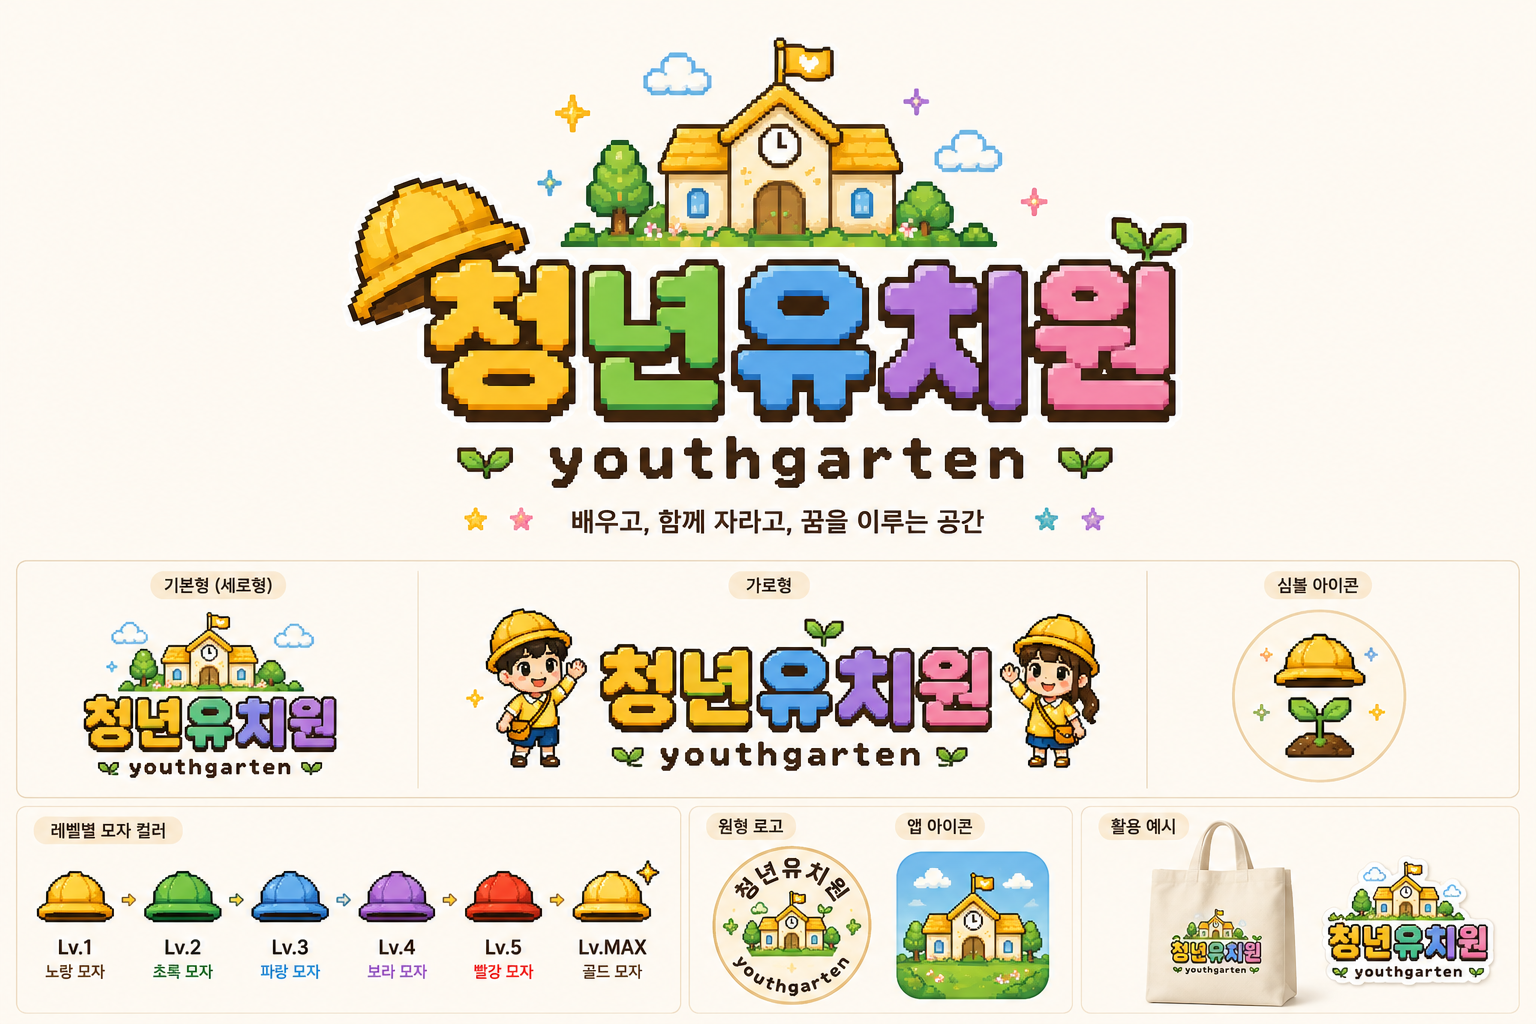 청년유치원
youthgarten
배우고, 함께 자라고, 꿈을 이루는 공간
기본형 (세로형)
청년유치원
youthgarten
가로형
청년유치원
youthgarten
심볼 아이콘
레벨별 모자 컬러
Lv.1
노랑 모자
Lv.2
초록 모자
Lv.3
파랑 모자
Lv.4
보라 모자
Lv.5
빨강 모자
Lv.MAX
골드 모자
원형 로고
청년유치원
youthgarten
앱 아이콘
활용 예시
청년유치원
youthgarten
청년유치원
youthgarten